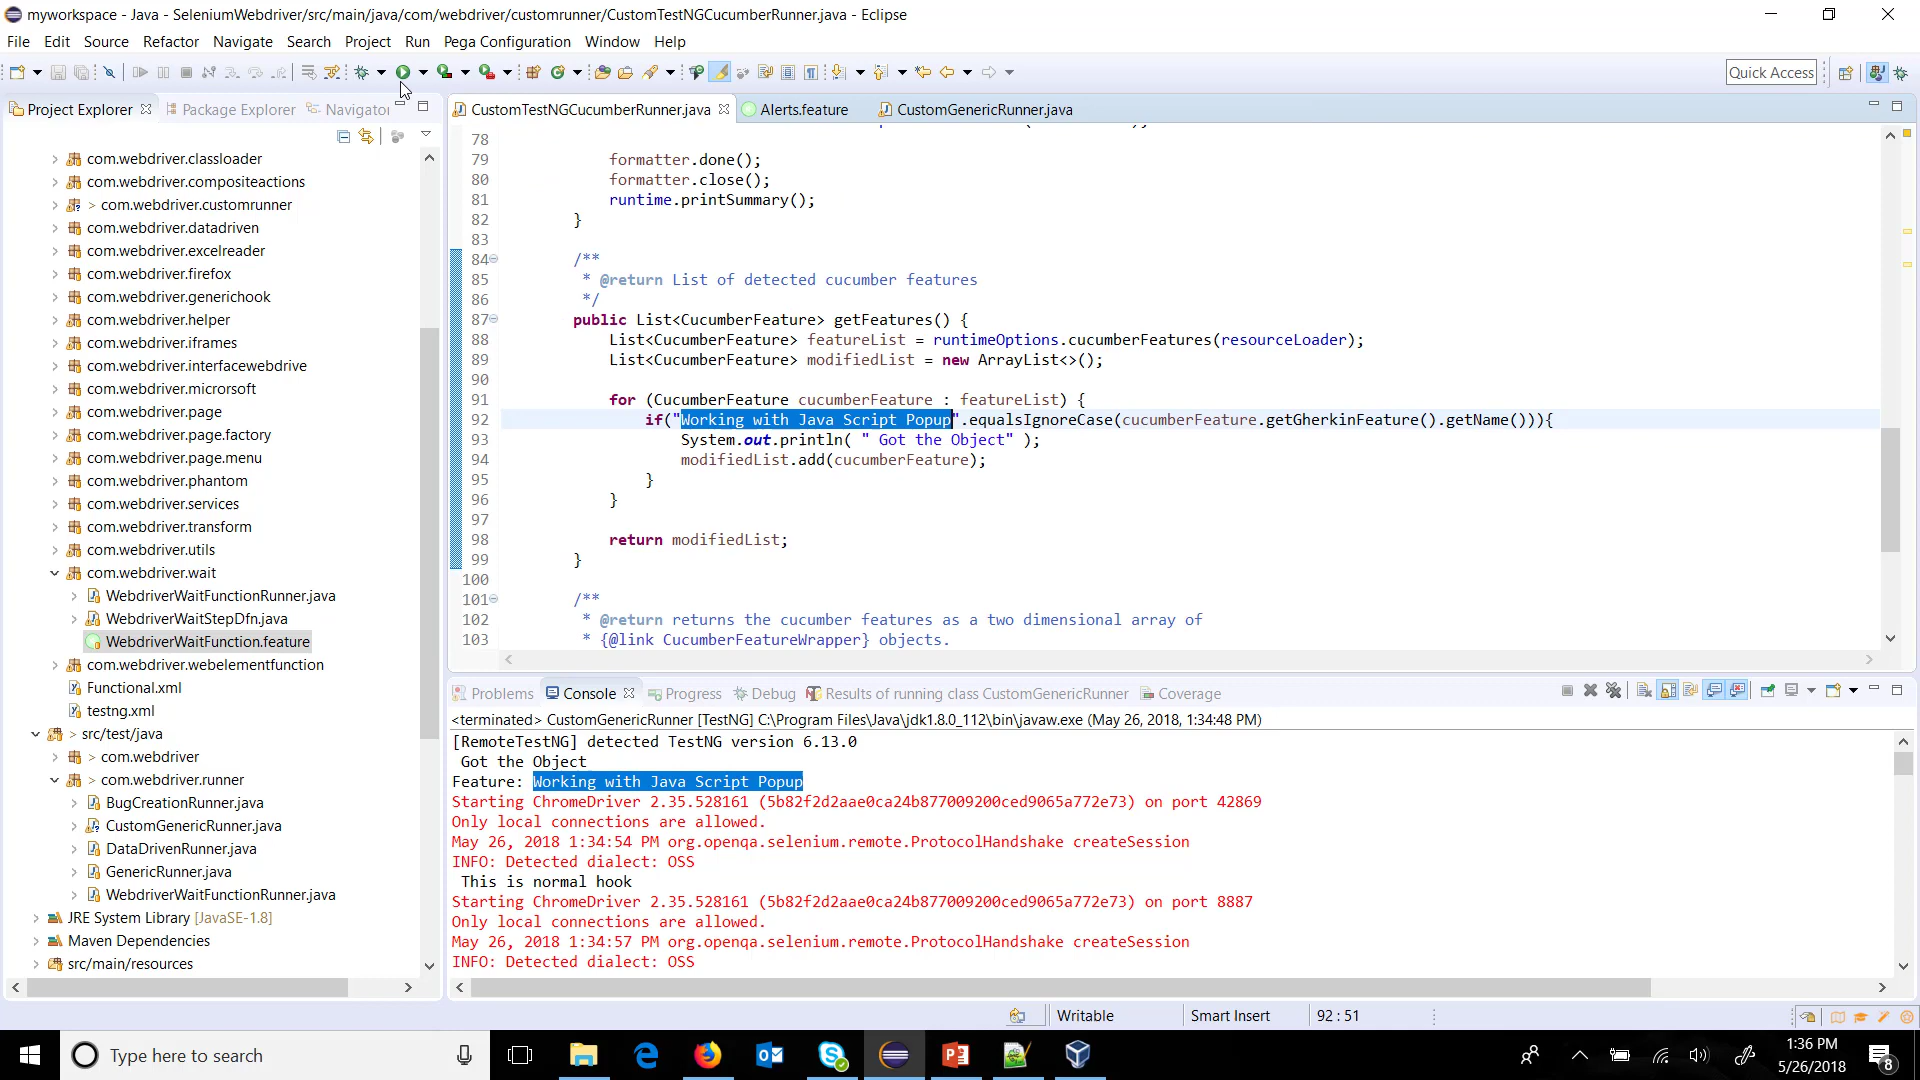 myworkspace - Java - SeleniumWebdriver/src/main/java/com/webdriver/customrunner/CustomTestNGCucumberRunner.java - Eclipse
File Edit Source Refactor Navigate Search Project Run Pega Configuration Window Help
Quick Access
Project Explorer Package Explorer Navigator
CustomTestNGCucumberRunner.java Alerts.feature CustomGenericRunner.java
com.webdriver.classloader
com.webdriver.compositeactions
> com.webdriver.customrunner
com.webdriver.datadriven
com.webdriver.excelreader
com.webdriver.firefox
com.webdriver.generichook
com.webdriver.helper
com.webdriver.iframes
com.webdriver.interfacewebdrive
com.webdriver.microrsoft
com.webdriver.page
com.webdriver.page.factory
com.webdriver.page.menu
com.webdriver.phantom
com.webdriver.services
com.webdriver.transform
com.webdriver.utils
com.webdriver.wait
WebdriverWaitFunctionRunner.java
WebdriverWaitStepDfn.java
WebdriverWaitFunction.feature
com.webdriver.webelementfunction
Functional.xml
testng.xml
> src/test/java
> com.webdriver
> com.webdriver.runner
BugCreationRunner.java
CustomGenericRunner.java
DataDrivenRunner.java
GenericRunner.java
WebdriverWaitFunctionRunner.java
JRE System Library [JavaSE-1.8]
Maven Dependencies
src/main/resources
78
79 formatter.done();
80 formatter.close();
81 runtime.printSummary();
82 }
83
84 /**
85 * @return List of detected cucumber features
86 */
87 public List<CucumberFeature> getFeatures() {
88 List<CucumberFeature> featureList = runtimeOptions.cucumberFeatures(resourceLoader);
89 List<CucumberFeature> modifiedList = new ArrayList<>();
90
91 for (CucumberFeature cucumberFeature : featureList) {
92 if("Working with Java Script Popup".equalsIgnoreCase(cucumberFeature.getGherkinFeature().getName())){
93 System.out.println( " Got the Object" );
94 modifiedList.add(cucumberFeature);
95 }
96 }
97
98 return modifiedList;
99 }
100
101 /**
102 * @return returns the cucumber features as a two dimensional array of
103 * {@link CucumberFeatureWrapper} objects.
Problems Console Progress Debug Results of running class CustomGenericRunner Coverage
<terminated> CustomGenericRunner [TestNG] C:\Program Files\Java\jdk1.8.0_112\bin\javaw.exe (May 26, 2018, 1:34:48 PM)
[RemoteTestNG] detected TestNG version 6.13.0
Got the Object
Feature: Working with Java Script Popup
Starting ChromeDriver 2.35.528161 (5b82f2d2aae0ca24b877009200ced9065a772e73) on port 42869
Only local connections are allowed.
May 26, 2018 1:34:54 PM org.openqa.selenium.remote.ProtocolHandshake createSession
INFO: Detected dialect: OSS
This is normal hook
Starting ChromeDriver 2.35.528161 (5b82f2d2aae0ca24b877009200ced9065a772e73) on port 8887
Only local connections are allowed.
May 26, 2018 1:34:57 PM org.openqa.selenium.remote.ProtocolHandshake createSession
INFO: Detected dialect: OSS
Writable Smart Insert 92 : 51
Type here to search
1:36 PM
5/26/2018
8